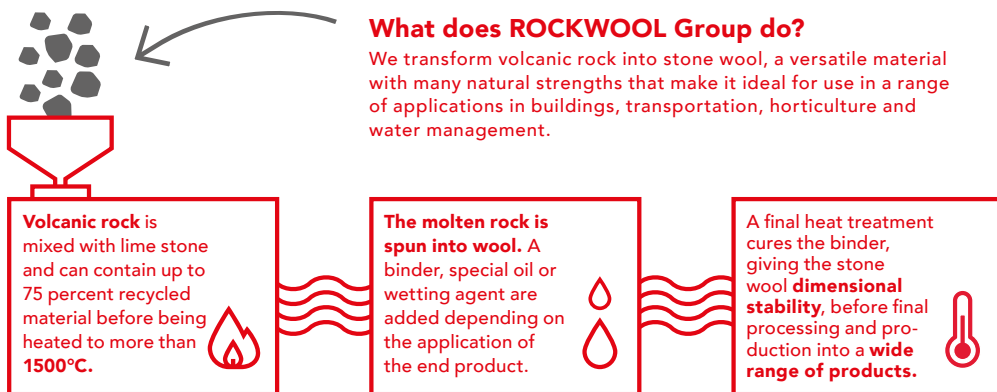 What does ROCKWOOL Group do?
We transform volcanic rock into stone wool, a versatile material
with many natural strengths that make it ideal for use in a range
of applications in buildings, transportation, horticulture and
water management.
Volcanic rock is
mixed with lime stone
and can contain up to
75 percent recycled
material before being
heated to more than
1500°C.
The molten rock is
spun into wool. A
binder, special oil or
wetting agent are
added depending on
the application of
the end product.
A final heat treatment
cures the binder,
giving the stone
wool dimensional
stability, before final
processing and pro-
duction into a wide
range of products.